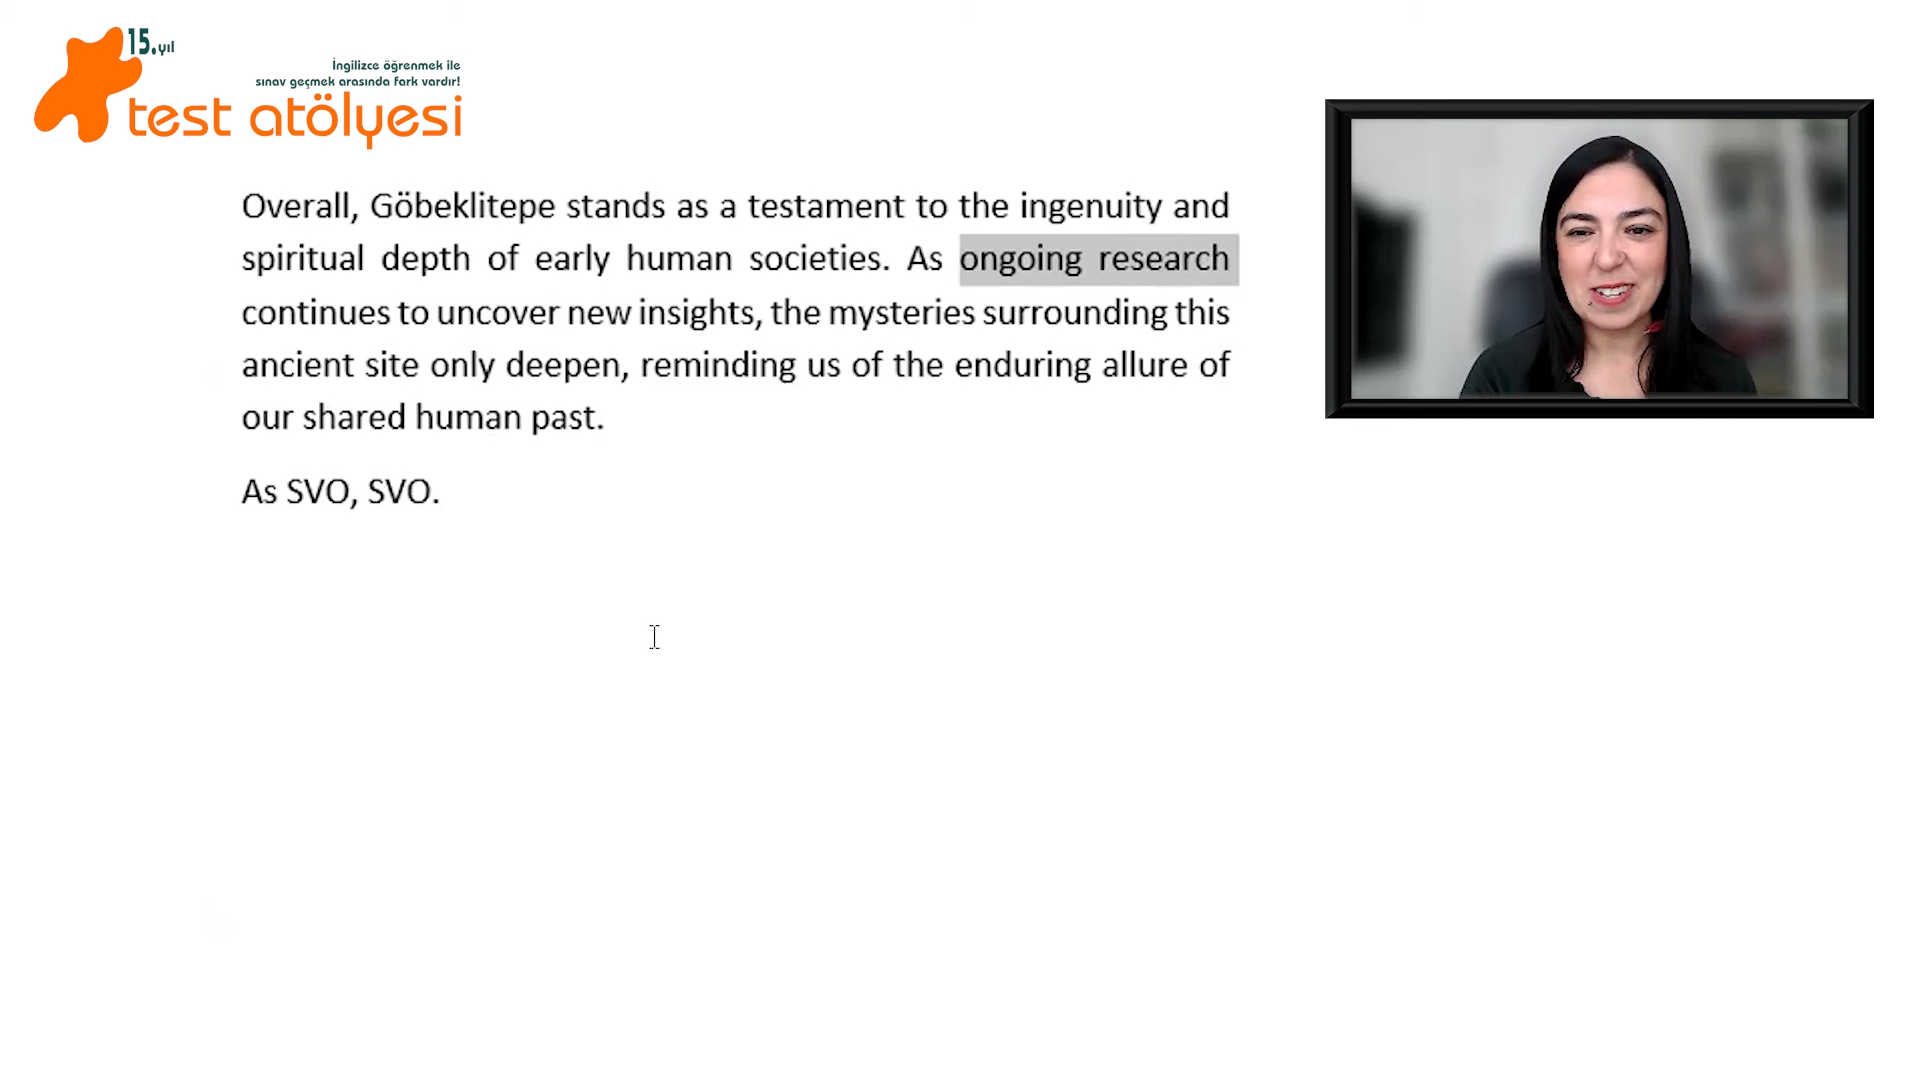 15.yıl
İngilizce öğrenmek ile
sınav geçmek arasında fark vardır!
test atölyesi
Overall, Göbeklitepe stands as a testament to the ingenuity and
spiritual depth of early human societies. As ongoing research
continues to uncover new insights, the mysteries surrounding this
ancient site only deepen, reminding us of the enduring allure of
our shared human past.
As SVO, SVO.